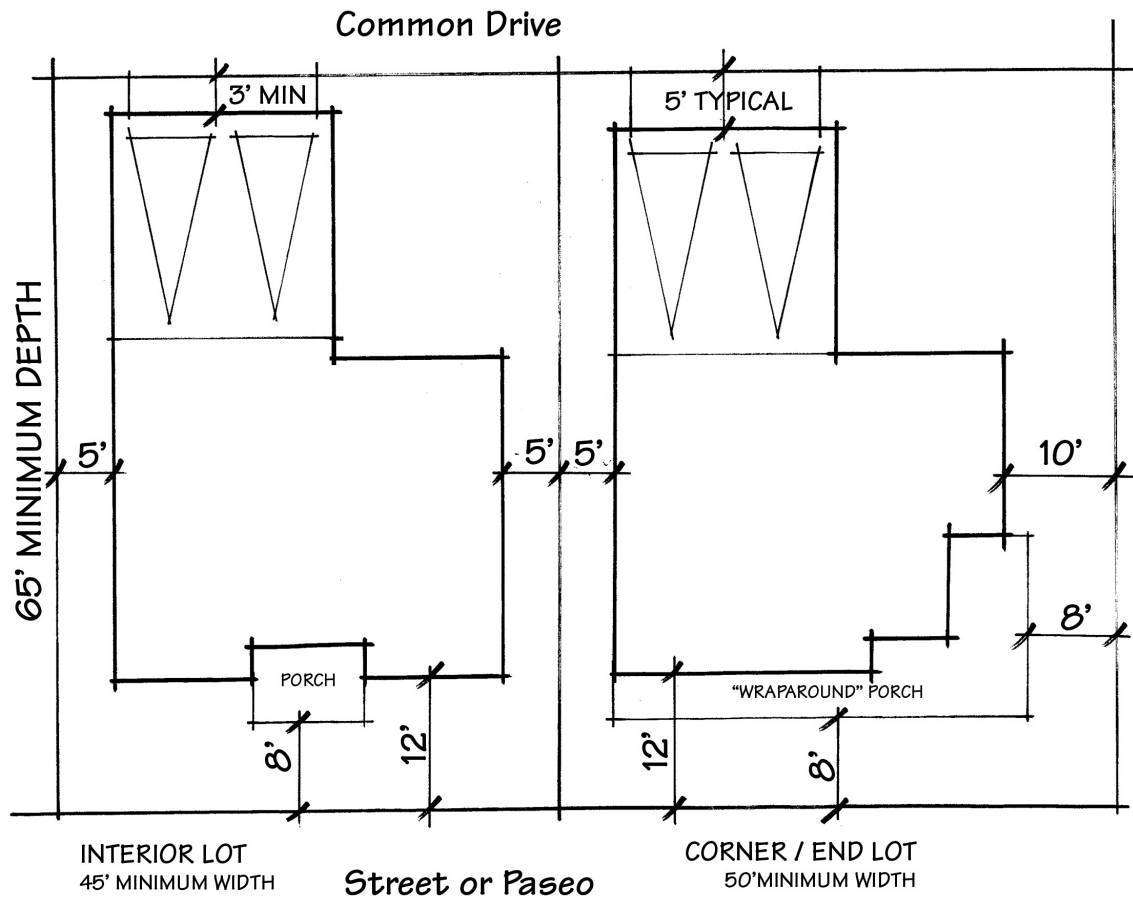 Common Drive
3’ MIN
5’ TYPICAL
65’ MINIMUM DEPTH
5’
5’
5’
10’
8’
PORCH
“WRAPAROUND” PORCH
8’
12’
12’
8’
INTERIOR LOT
45’ MINIMUM WIDTH
Street or Paseo
CORNER / END LOT
50’MINIMUM WIDTH